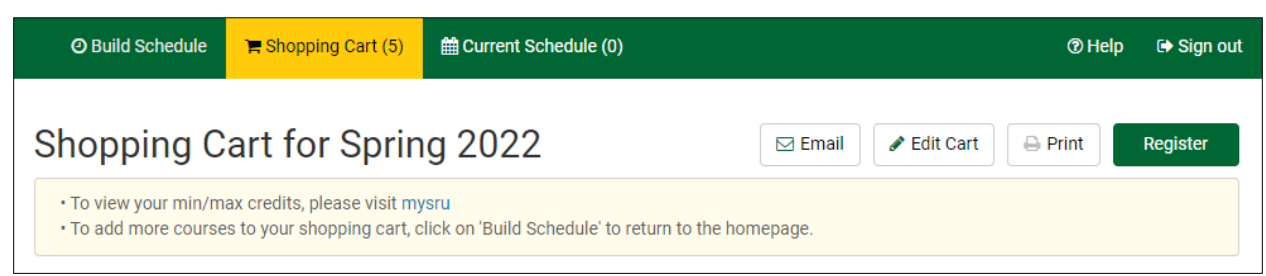 Build Schedule Shopping Cart (5) Current Schedule (0) Help Sign out
Shopping Cart for Spring 2022 Email Edit Cart Print Register
• To view your min/max credits, please visit mysru
• To add more courses to your shopping cart, click on 'Build Schedule' to return to the homepage.